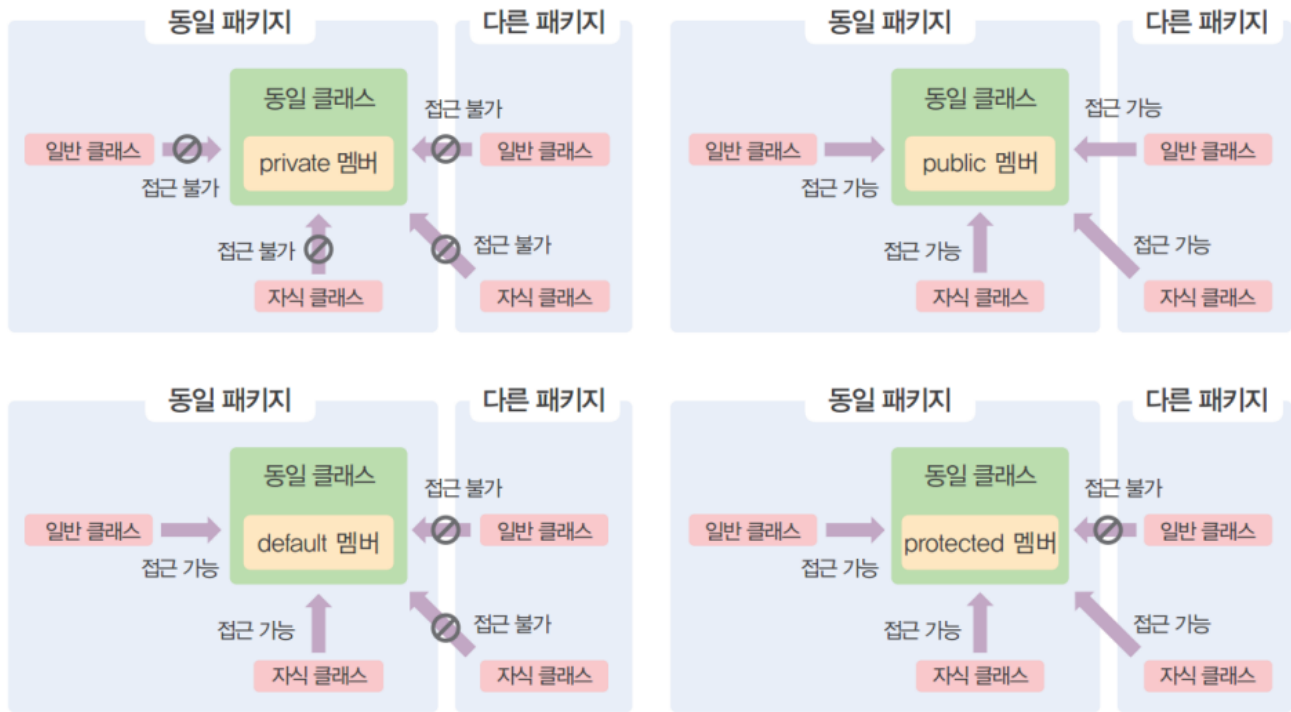 동일 패키지
다른 패키지
동일 클래스
접근 불가
일반 클래스
private 멤버
일반 클래스
접근 불가
접근 불가
접근 불가
자식 클래스
자식 클래스
동일 패키지
다른 패키지
동일 클래스
접근 가능
일반 클래스
public 멤버
일반 클래스
접근 가능
접근 가능
접근 가능
자식 클래스
자식 클래스
동일 패키지
다른 패키지
동일 클래스
접근 불가
일반 클래스
default 멤버
일반 클래스
접근 가능
접근 가능
접근 불가
자식 클래스
자식 클래스
동일 패키지
다른 패키지
동일 클래스
접근 불가
일반 클래스
protected 멤버
일반 클래스
접근 가능
접근 가능
접근 가능
자식 클래스
자식 클래스